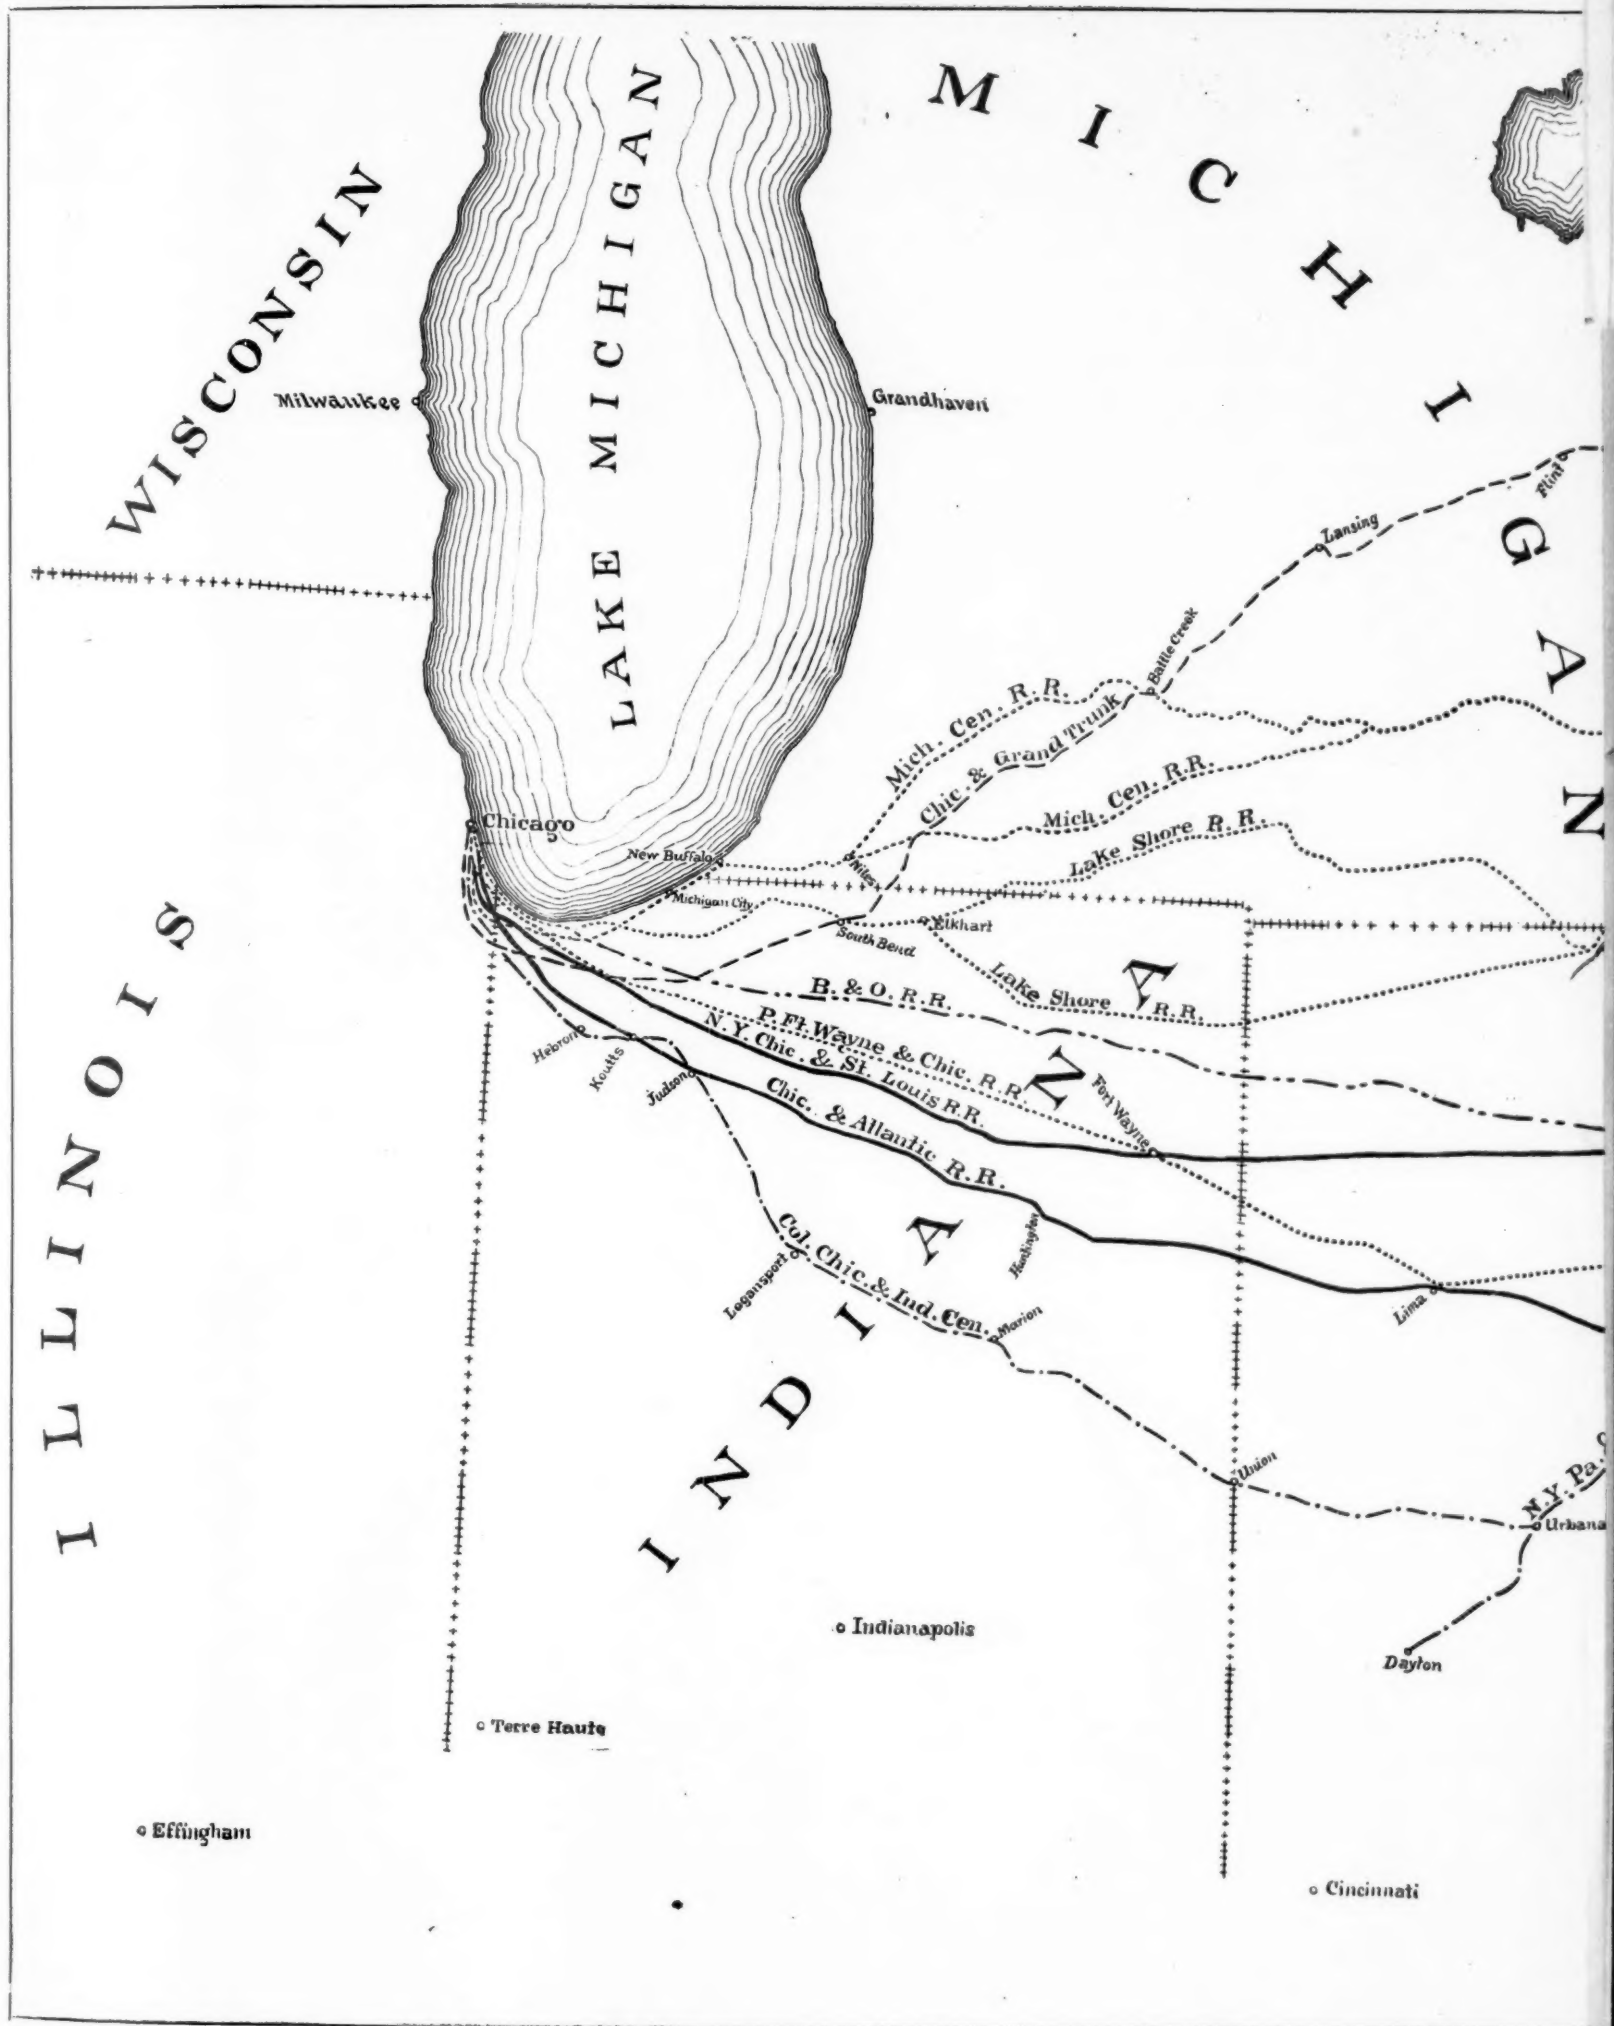 MICHIGAN
WISCONSIN
LAKE MICHIGAN
Milwaukee
Grandhaven
Flint
Lansing
Battle Creek
Mich. Cen. R. R.
Chic. & Grand Trunk
Mich. Cen. R.R.
Lake Shore R. R.
Chicago
5
New Buffalo
Niles
Michigan City
South Bend
Elkhart
ILLINOIS
Lake Shore R.R.
B. & O. R. R.
P. Ft. Wayne & Chic. R. R.
N. Y. Chic. & St. Louis R.R.
Chic. & Atlantic R. R.
Hebron
Koutts
Judson
Fort Wayne
INDIANA
Huntington
Col. Chic. & Ind. Cen.
Logansport
Marion
Lima
Union
N.Y. Pa.
Urbana
Dayton
Indianapolis
Terre Haute
Effingham
Cincinnati